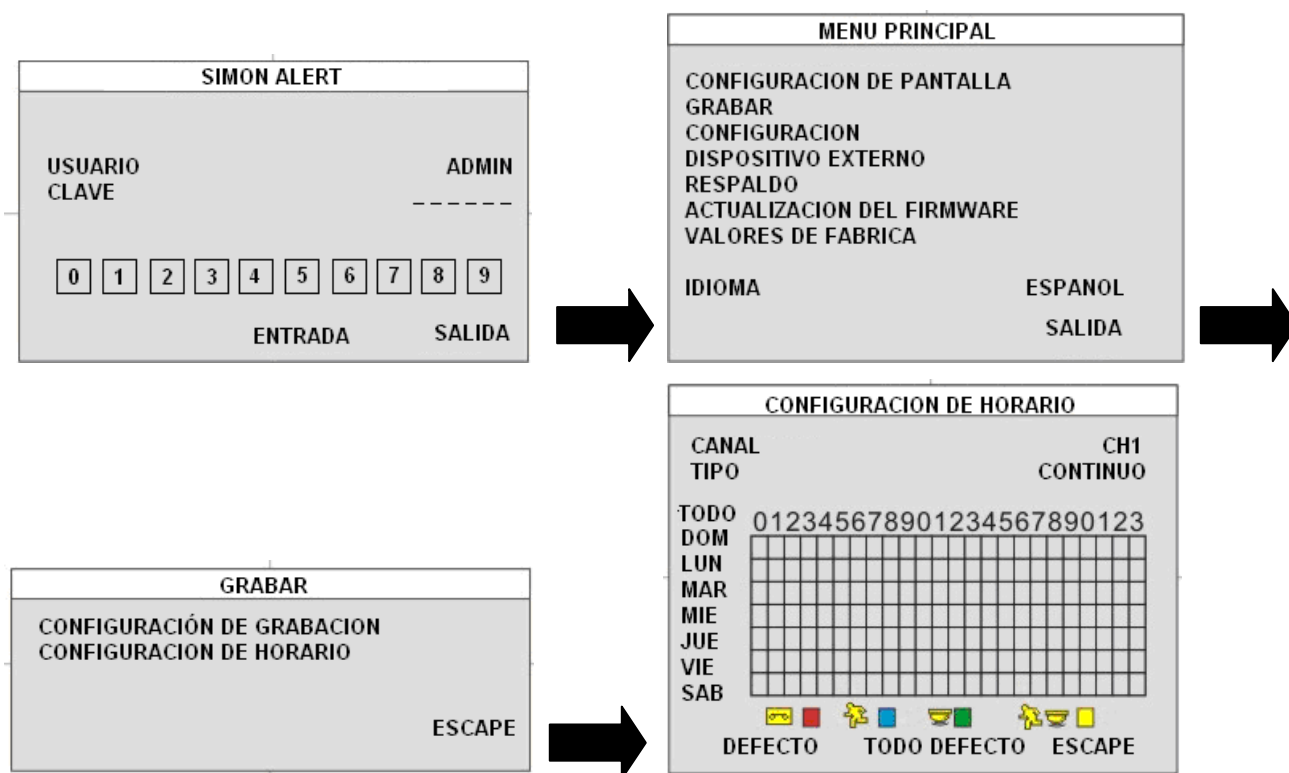 SIMON ALERT
USUARIO ADMIN
CLAVE _ _ _ _ _ _
0 1 2 3 4 5 6 7 8 9
ENTRADA SALIDA
MENU PRINCIPAL
CONFIGURACION DE PANTALLA
GRABAR
CONFIGURACION
DISPOSITIVO EXTERNO
RESPALDO
ACTUALIZACION DEL FIRMWARE
VALORES DE FABRICA
IDIOMA ESPANOL
SALIDA
GRABAR
CONFIGURACIÓN DE GRABACION
CONFIGURACION DE HORARIO
ESCAPE
CONFIGURACION DE HORARIO
CANAL CH1
TIPO CONTINUO
TODO 012345678901234567890123
DOM
LUN
MAR
MIE
JUE
VIE
SAB
DEFECTO TODO DEFECTO ESCAPE